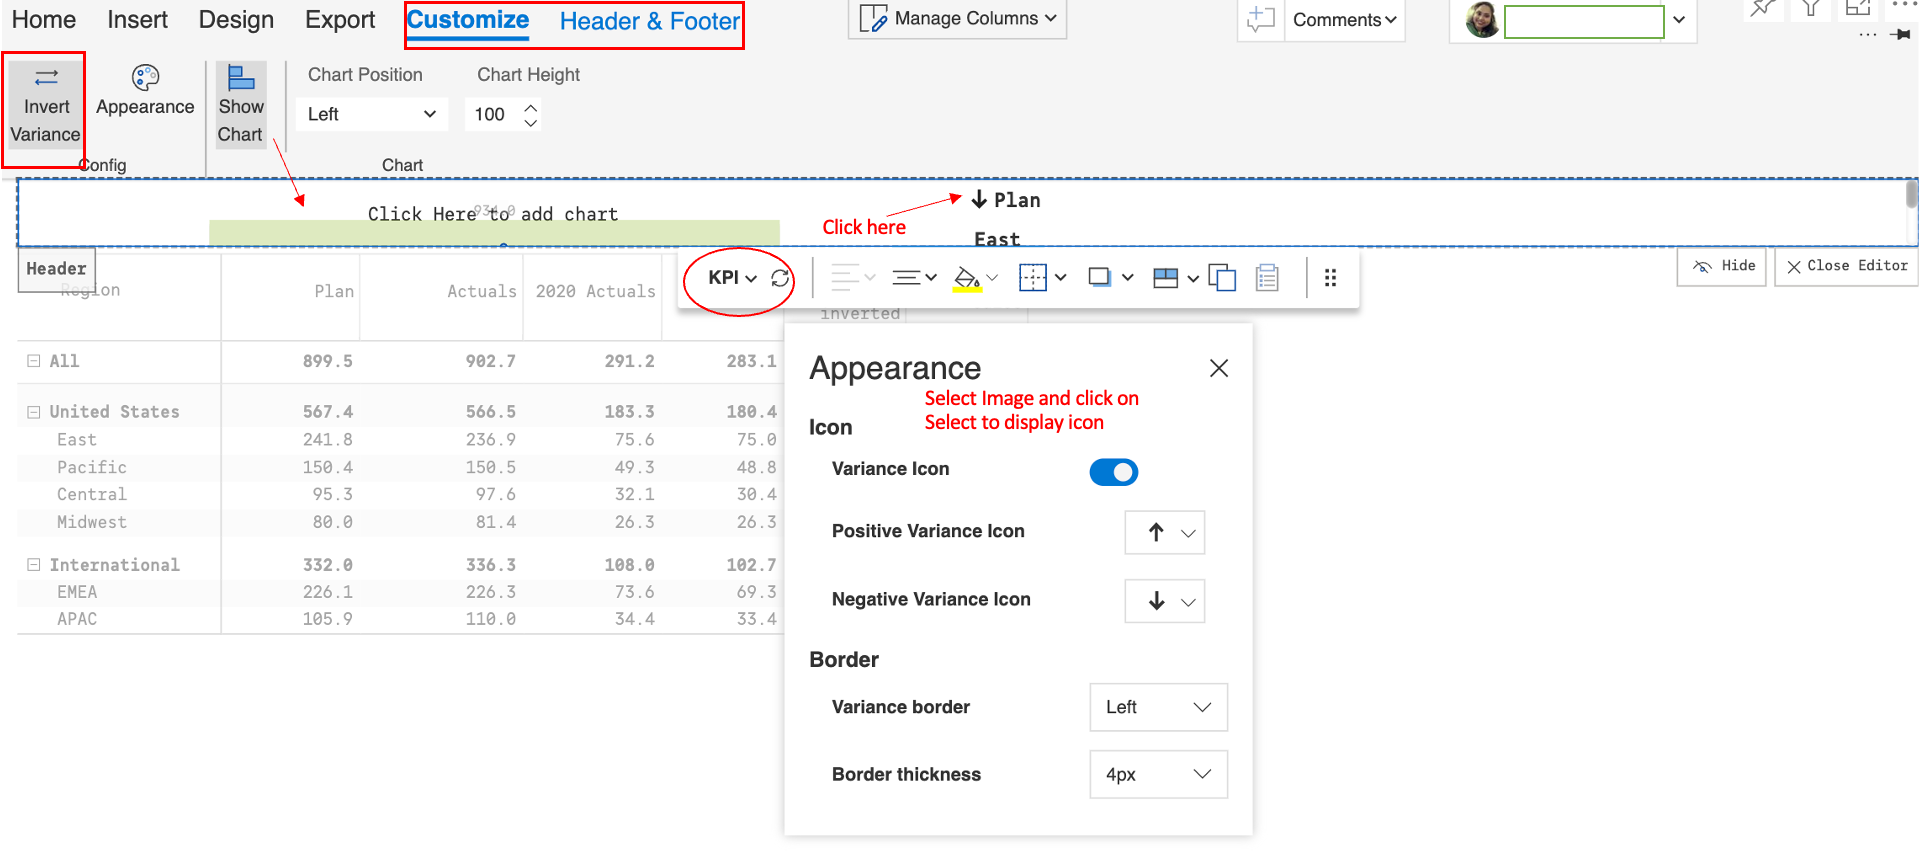 Home Insert Design Export Customize Header & Footer Manage Columns Comments
Invert Variance
Appearance
Config
Show Chart
Chart Position Chart Height
Left 100
Chart
Click Here to add chart
934.0
Click here
Plan
East
Header
KPI
Hide Close Editor
Region Plan Actuals 2020 Actuals
inverted
All 899.5 902.7 291.2 283.1
United States 567.4 566.5 183.3 180.4
East 241.8 236.9 75.6 75.0
Pacific 150.4 150.5 49.3 48.8
Central 95.3 97.6 32.1 30.4
Midwest 80.0 81.4 26.3 26.3
International 332.0 336.3 108.0 102.7
EMEA 226.1 226.3 73.6 69.3
APAC 105.9 110.0 34.4 33.4
Appearance
Select Image and click on
Select to display icon
Icon
Variance Icon
Positive Variance Icon
Negative Variance Icon
Border
Variance border Left
Border thickness 4px